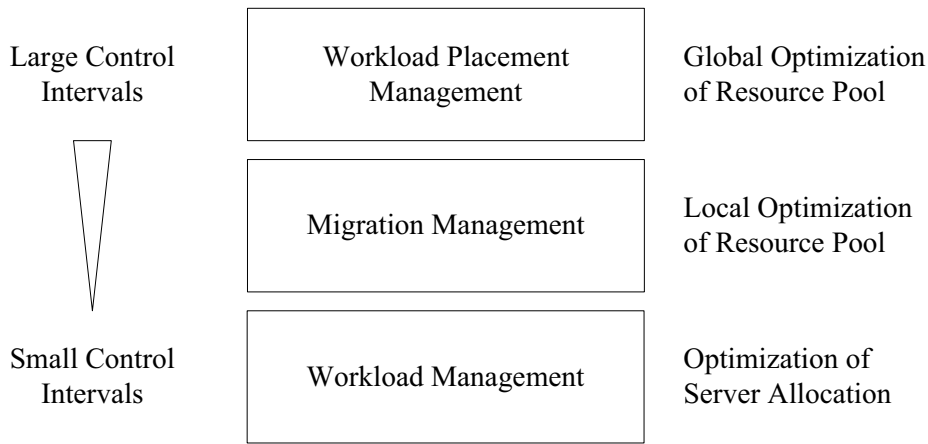 Large Control
Intervals
Workload Placement
Management
Global Optimization
of Resource Pool
Migration Management
Local Optimization
of Resource Pool
Small Control
Intervals
Workload Management
Optimization of
Server Allocation